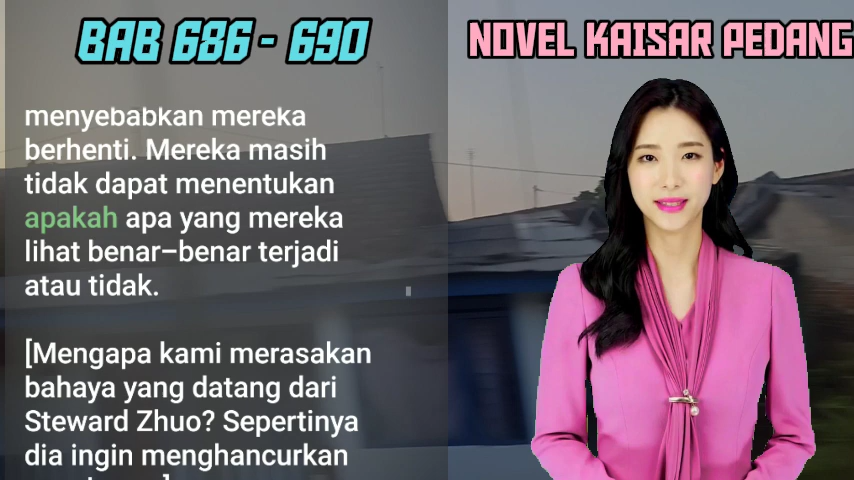 BAB 686 - 690
NOVEL KAISAR PEDANG
menyebabkan mereka
berhenti. Mereka masih
tidak dapat menentukan
apakah apa yang mereka
lihat benar–benar terjadi
atau tidak.
[Mengapa kami merasakan
bahaya yang datang dari
Steward Zhuo? Sepertinya
dia ingin menghancurkan